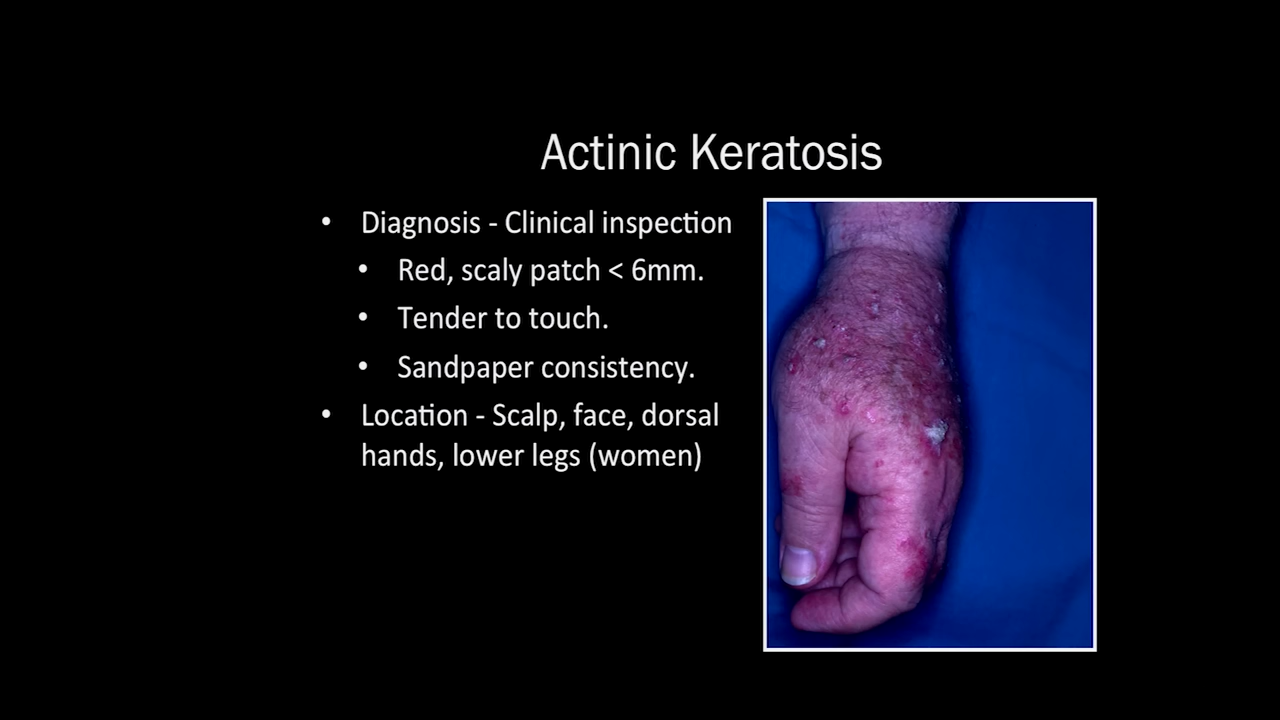 Actinic Keratosis
• Diagnosis - Clinical inspection
• Red, scaly patch < 6mm.
• Tender to touch.
• Sandpaper consistency.
• Location - Scalp, face, dorsal
hands, lower legs (women)